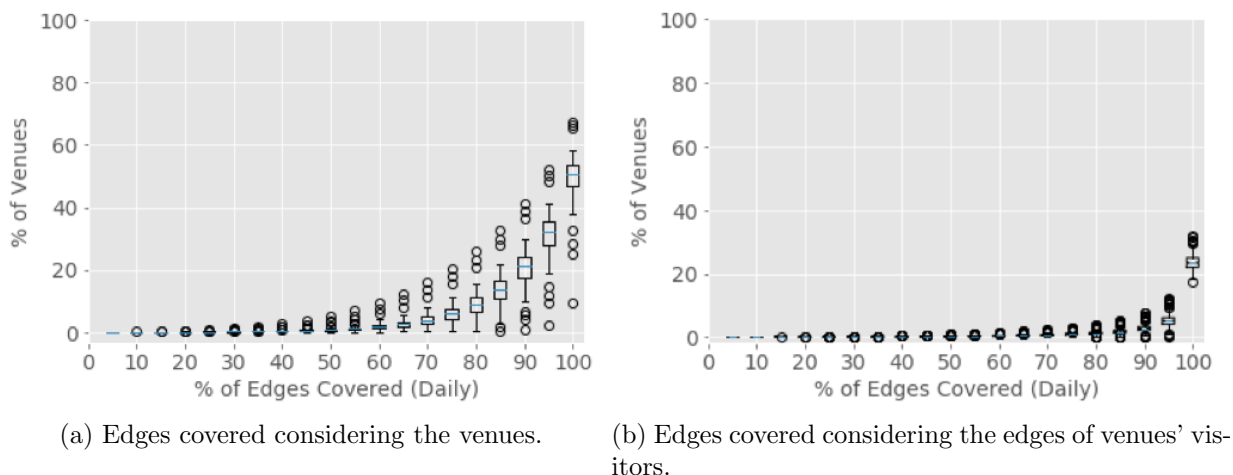 100
80
60
40
20
0
% of Venues
0 10 20 30 40 50 60 70 80 90 100
% of Edges Covered (Daily)
(a) Edges covered considering the venues.
100
80
60
40
20
0
% of Venues
0 10 20 30 40 50 60 70 80 90 100
% of Edges Covered (Daily)
(b) Edges covered considering the edges of venues' vis-
itors.